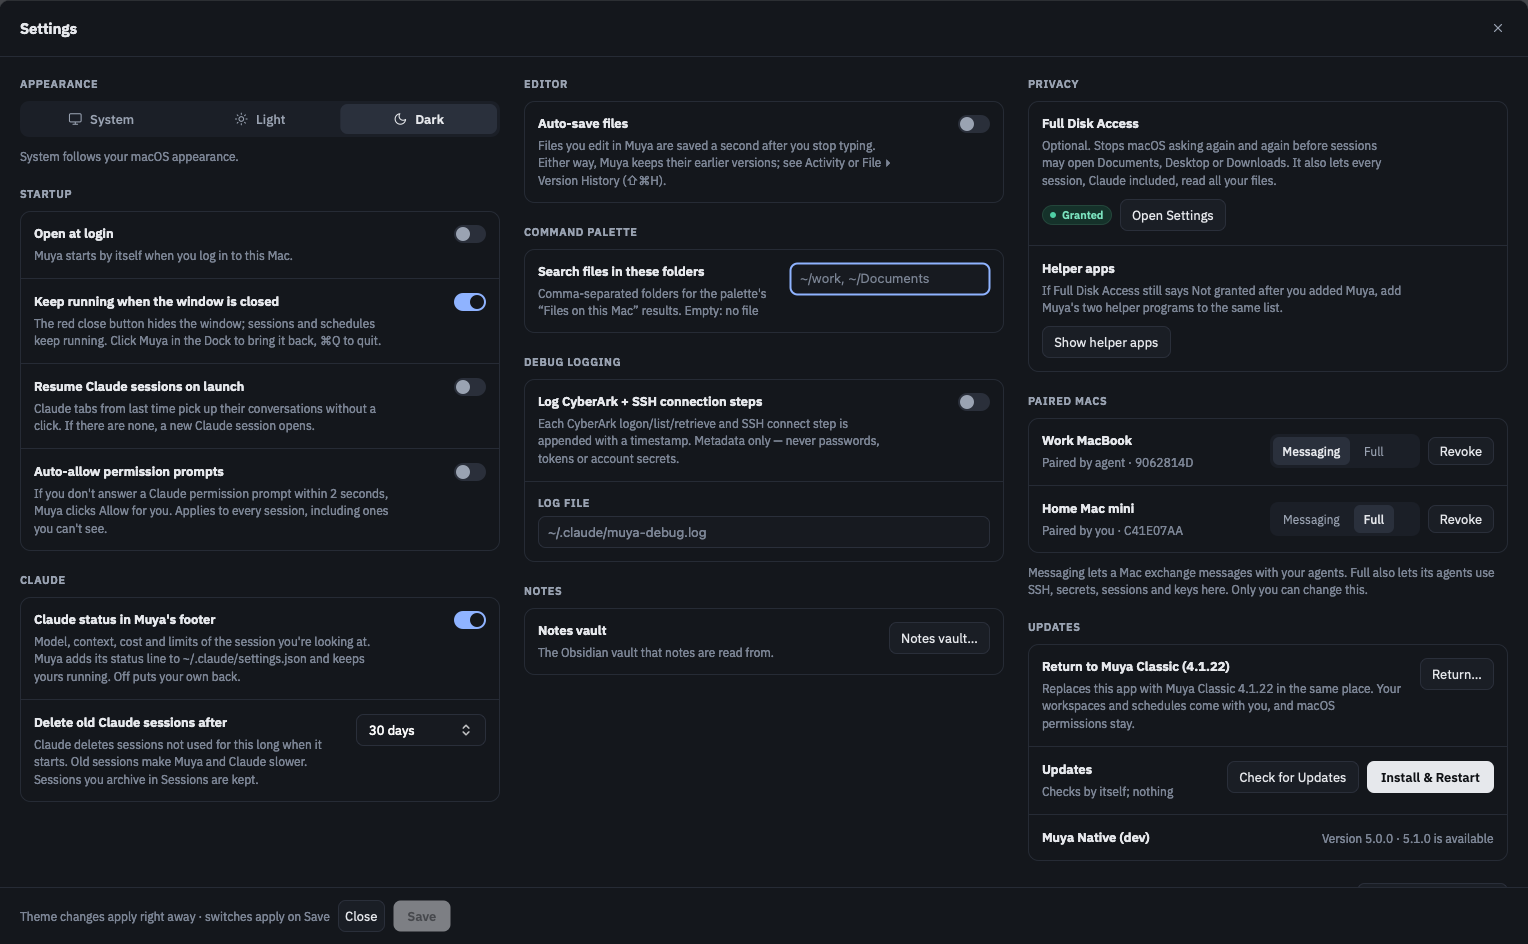 Settings
APPEARANCE
System
Light
Dark
System follows your macOS appearance.
STARTUP
Open at login
Muya starts by itself when you log in to this Mac.
Keep running when the window is closed
The red close button hides the window; sessions and schedules
keep running. Click Muya in the Dock to bring it back, ⌘Q to quit.
Resume Claude sessions on launch
Claude tabs from last time pick up their conversations without a
click. If there are none, a new Claude session opens.
Auto-allow permission prompts
If you don't answer a Claude permission prompt within 2 seconds,
Muya clicks Allow for you. Applies to every session, including ones
you can't see.
CLAUDE
Claude status in Muya's footer
Model, context, cost and limits of the session you're looking at.
Muya adds its status line to ~/.claude/settings.json and keeps
yours running. Off puts your own back.
Delete old Claude sessions after
30 days
Claude deletes sessions not used for this long when it
starts. Old sessions make Muya and Claude slower.
Sessions you archive in Sessions are kept.
EDITOR
Auto-save files
Files you edit in Muya are saved a second after you stop typing.
Either way, Muya keeps their earlier versions; see Activity or File ▸
Version History (⇧⌘H).
COMMAND PALETTE
Search files in these folders
~/work, ~/Documents
Comma-separated folders for the palette's
“Files on this Mac” results. Empty: no file
DEBUG LOGGING
Log CyberArk + SSH connection steps
Each CyberArk logon/list/retrieve and SSH connect step is
appended with a timestamp. Metadata only — never passwords,
tokens or account secrets.
LOG FILE
~/.claude/muya-debug.log
NOTES
Notes vault
The Obsidian vault that notes are read from.
Notes vault...
PRIVACY
Full Disk Access
Optional. Stops macOS asking again and again before sessions
may open Documents, Desktop or Downloads. It also lets every
session, Claude included, read all your files.
Granted
Open Settings
Helper apps
If Full Disk Access still says Not granted after you added Muya, add
Muya's two helper programs to the same list.
Show helper apps
PAIRED MACS
Work MacBook
Paired by agent · 9062814D
Messaging
Full
Revoke
Home Mac mini
Paired by you · C41E07AA
Messaging
Full
Revoke
Messaging lets a Mac exchange messages with your agents. Full also lets its agents use
SSH, secrets, sessions and keys here. Only you can change this.
UPDATES
Return to Muya Classic (4.1.22)
Replaces this app with Muya Classic 4.1.22 in the same place. Your
workspaces and schedules come with you, and macOS
permissions stay.
Return...
Updates
Checks by itself; nothing
Check for Updates
Install & Restart
Muya Native (dev)
Version 5.0.0 · 5.1.0 is available
Theme changes apply right away · switches apply on Save
Close
Save